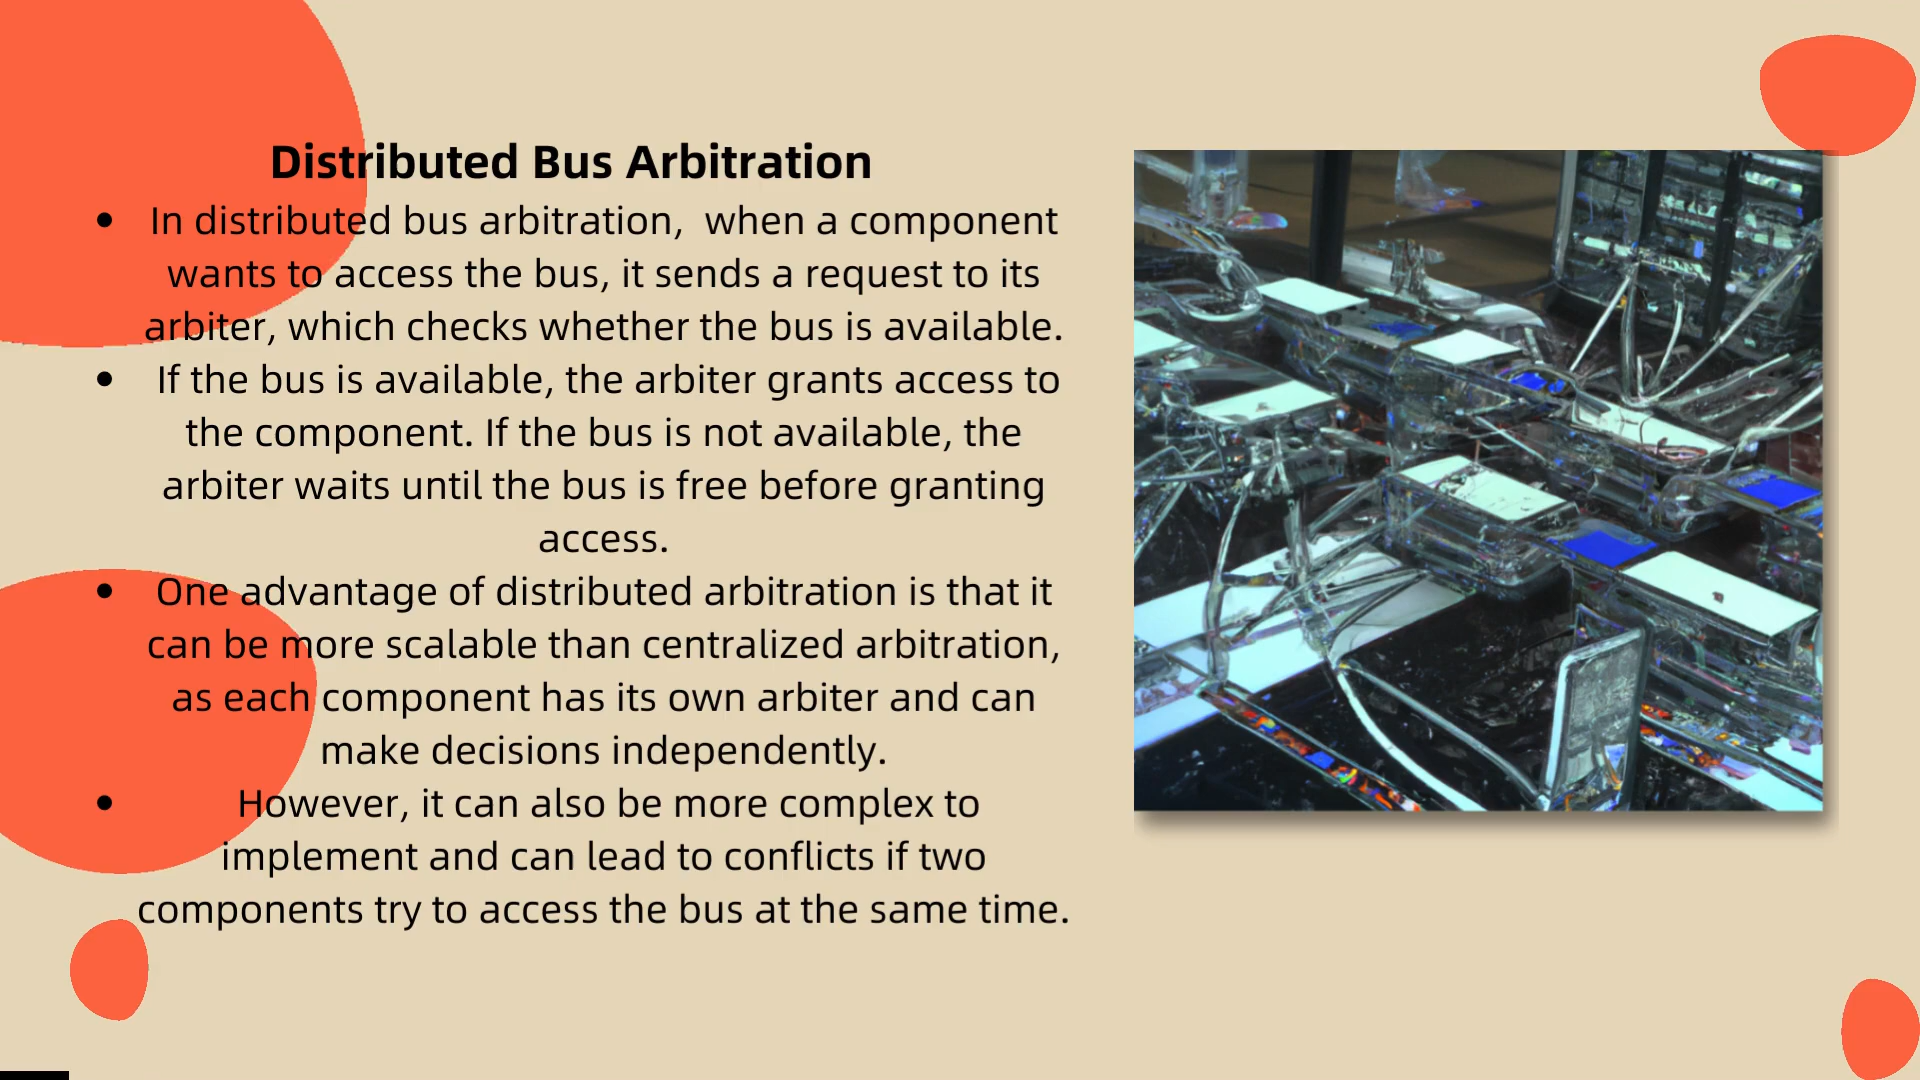 Distributed Bus Arbitration
• In distributed bus arbitration,  when a component
wants to access the bus, it sends a request to its
arbiter, which checks whether the bus is available.
• If the bus is available, the arbiter grants access to
the component. If the bus is not available, the
arbiter waits until the bus is free before granting
access.
• One advantage of distributed arbitration is that it
can be more scalable than centralized arbitration,
as each component has its own arbiter and can
make decisions independently.
• However, it can also be more complex to
implement and can lead to conflicts if two
components try to access the bus at the same time.